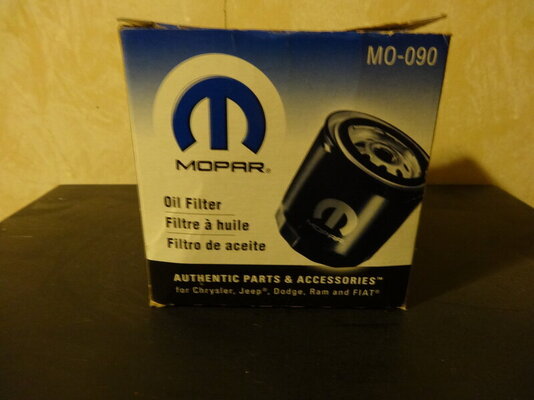 MO-090
MOPAR®
Oil Filter
Filtre à huile
Filtro de aceite
MOPAR
AUTHENTIC PARTS & ACCESSORIES™
for Chrysler, Jeep®, Dodge, Ram and FIAT®